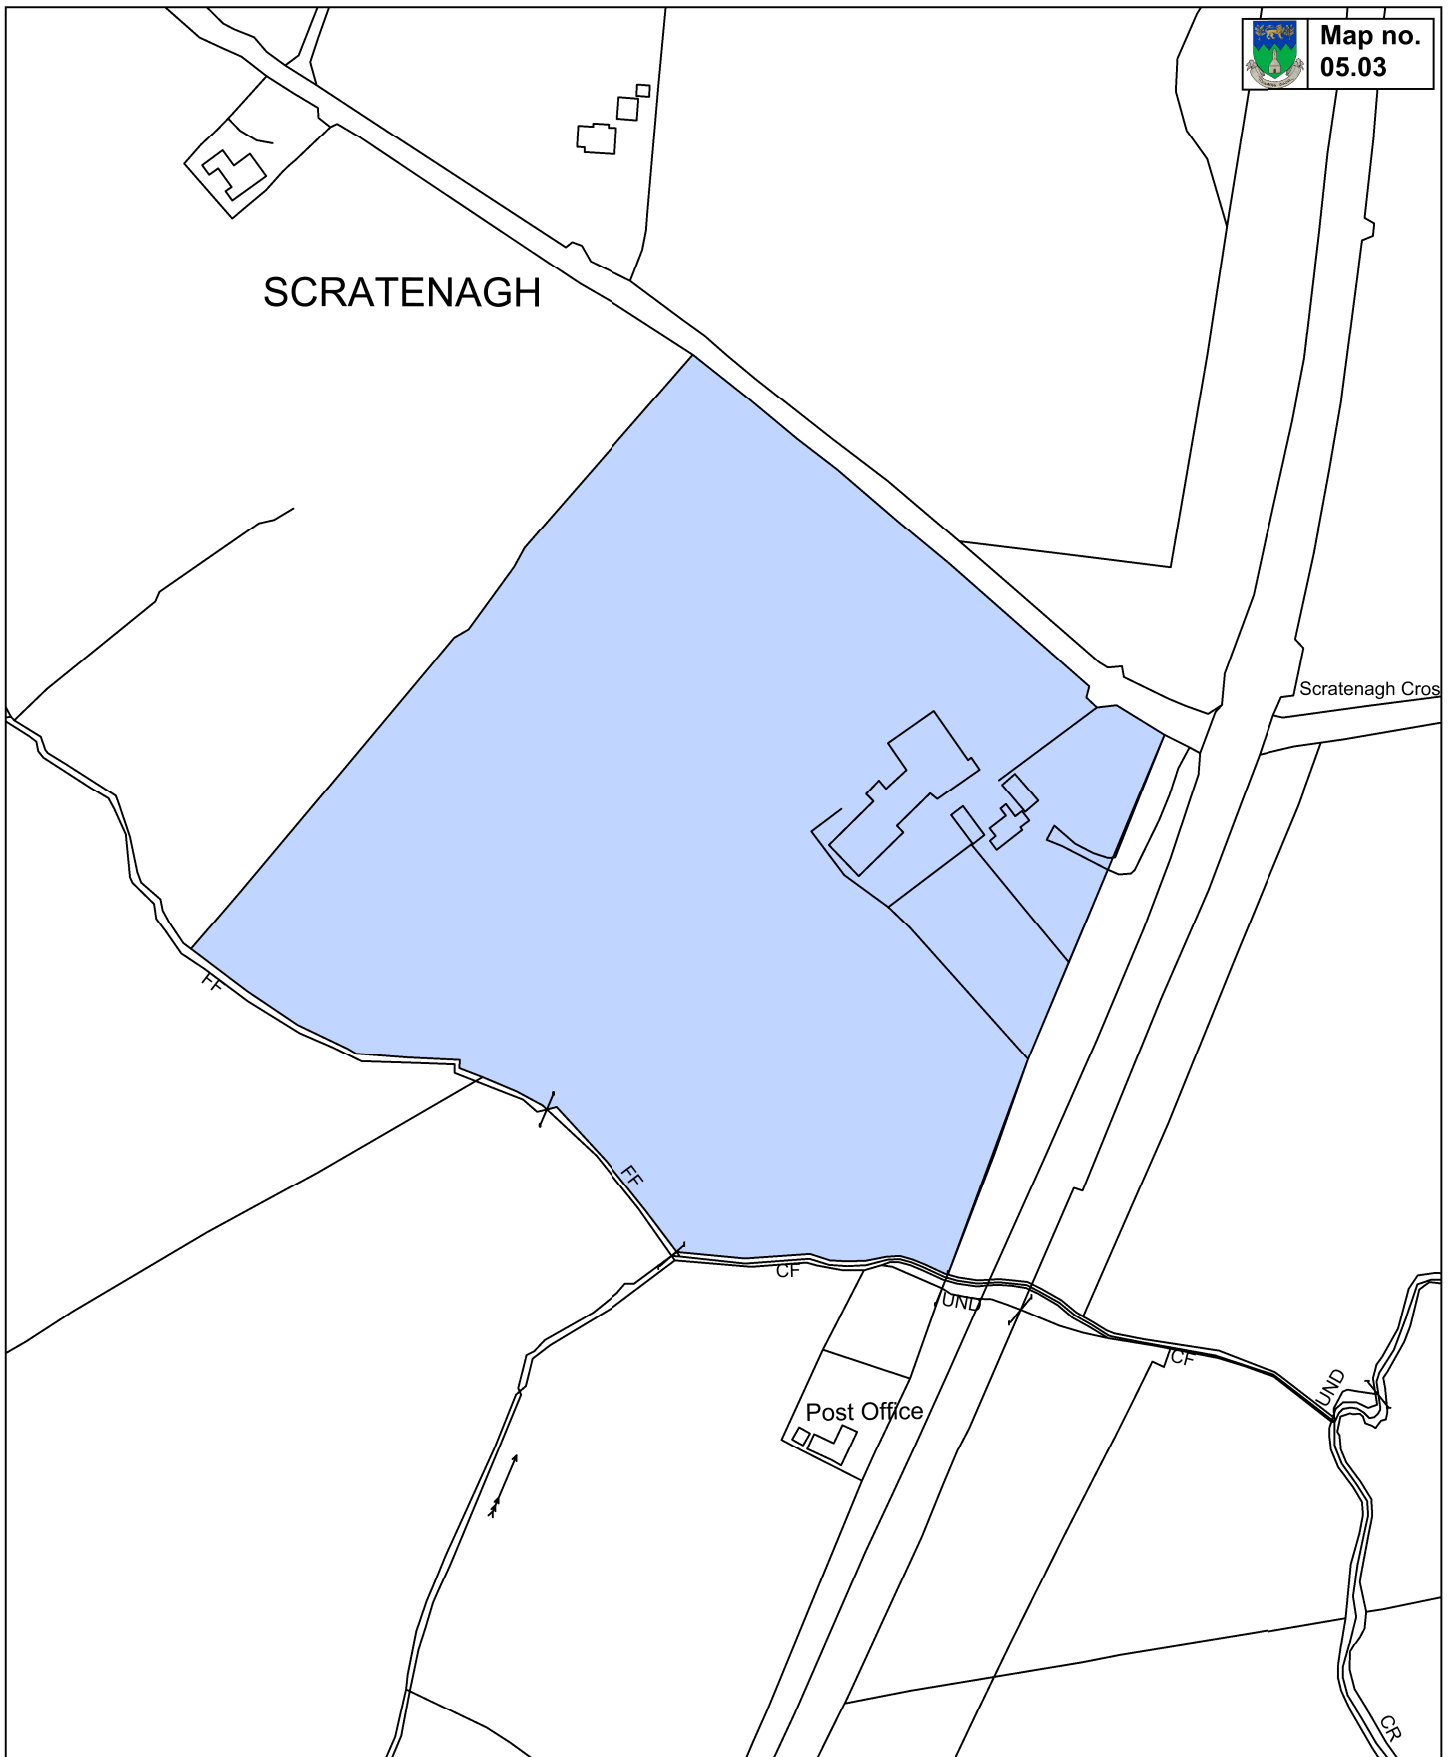 Map no.
05.03
SCRATENAGH
Scratenagh Cros
FF
FF
CF
UND
CF
UND
Post Office
CR